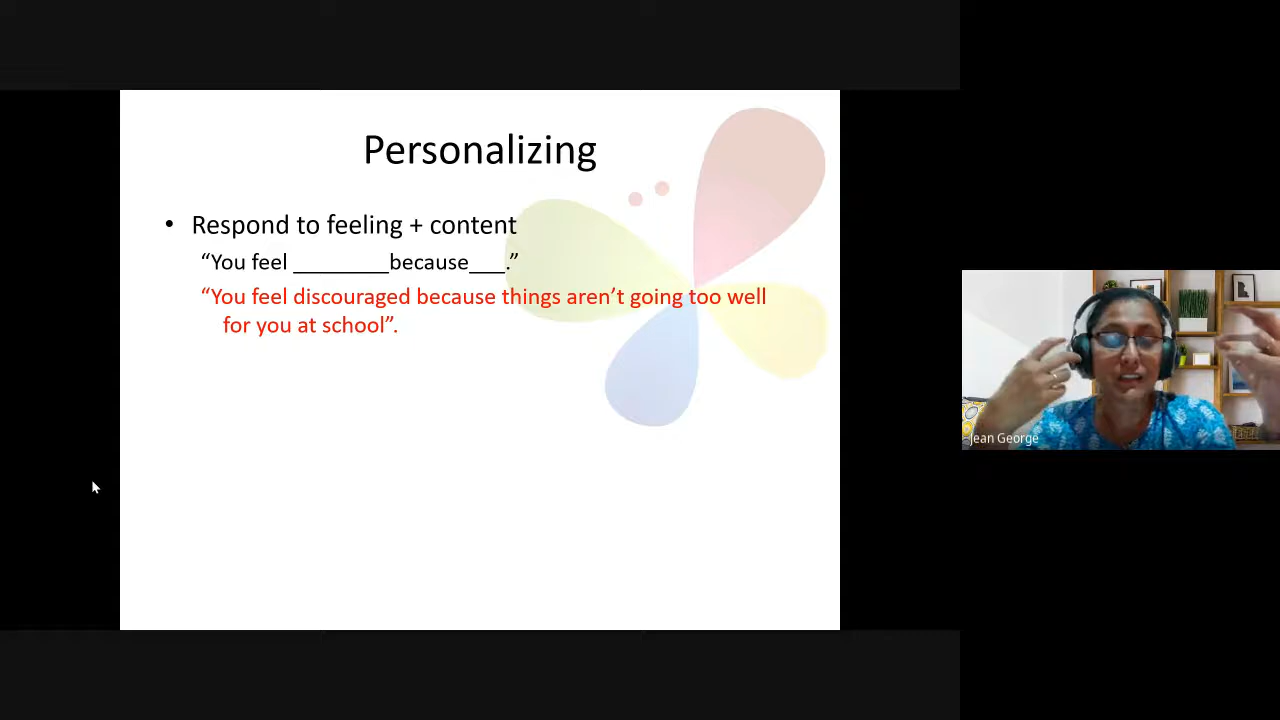 Personalizing
• Respond to feeling + content
“You feel ________because___.”
“You feel discouraged because things aren’t going too well
for you at school”.
Jean George